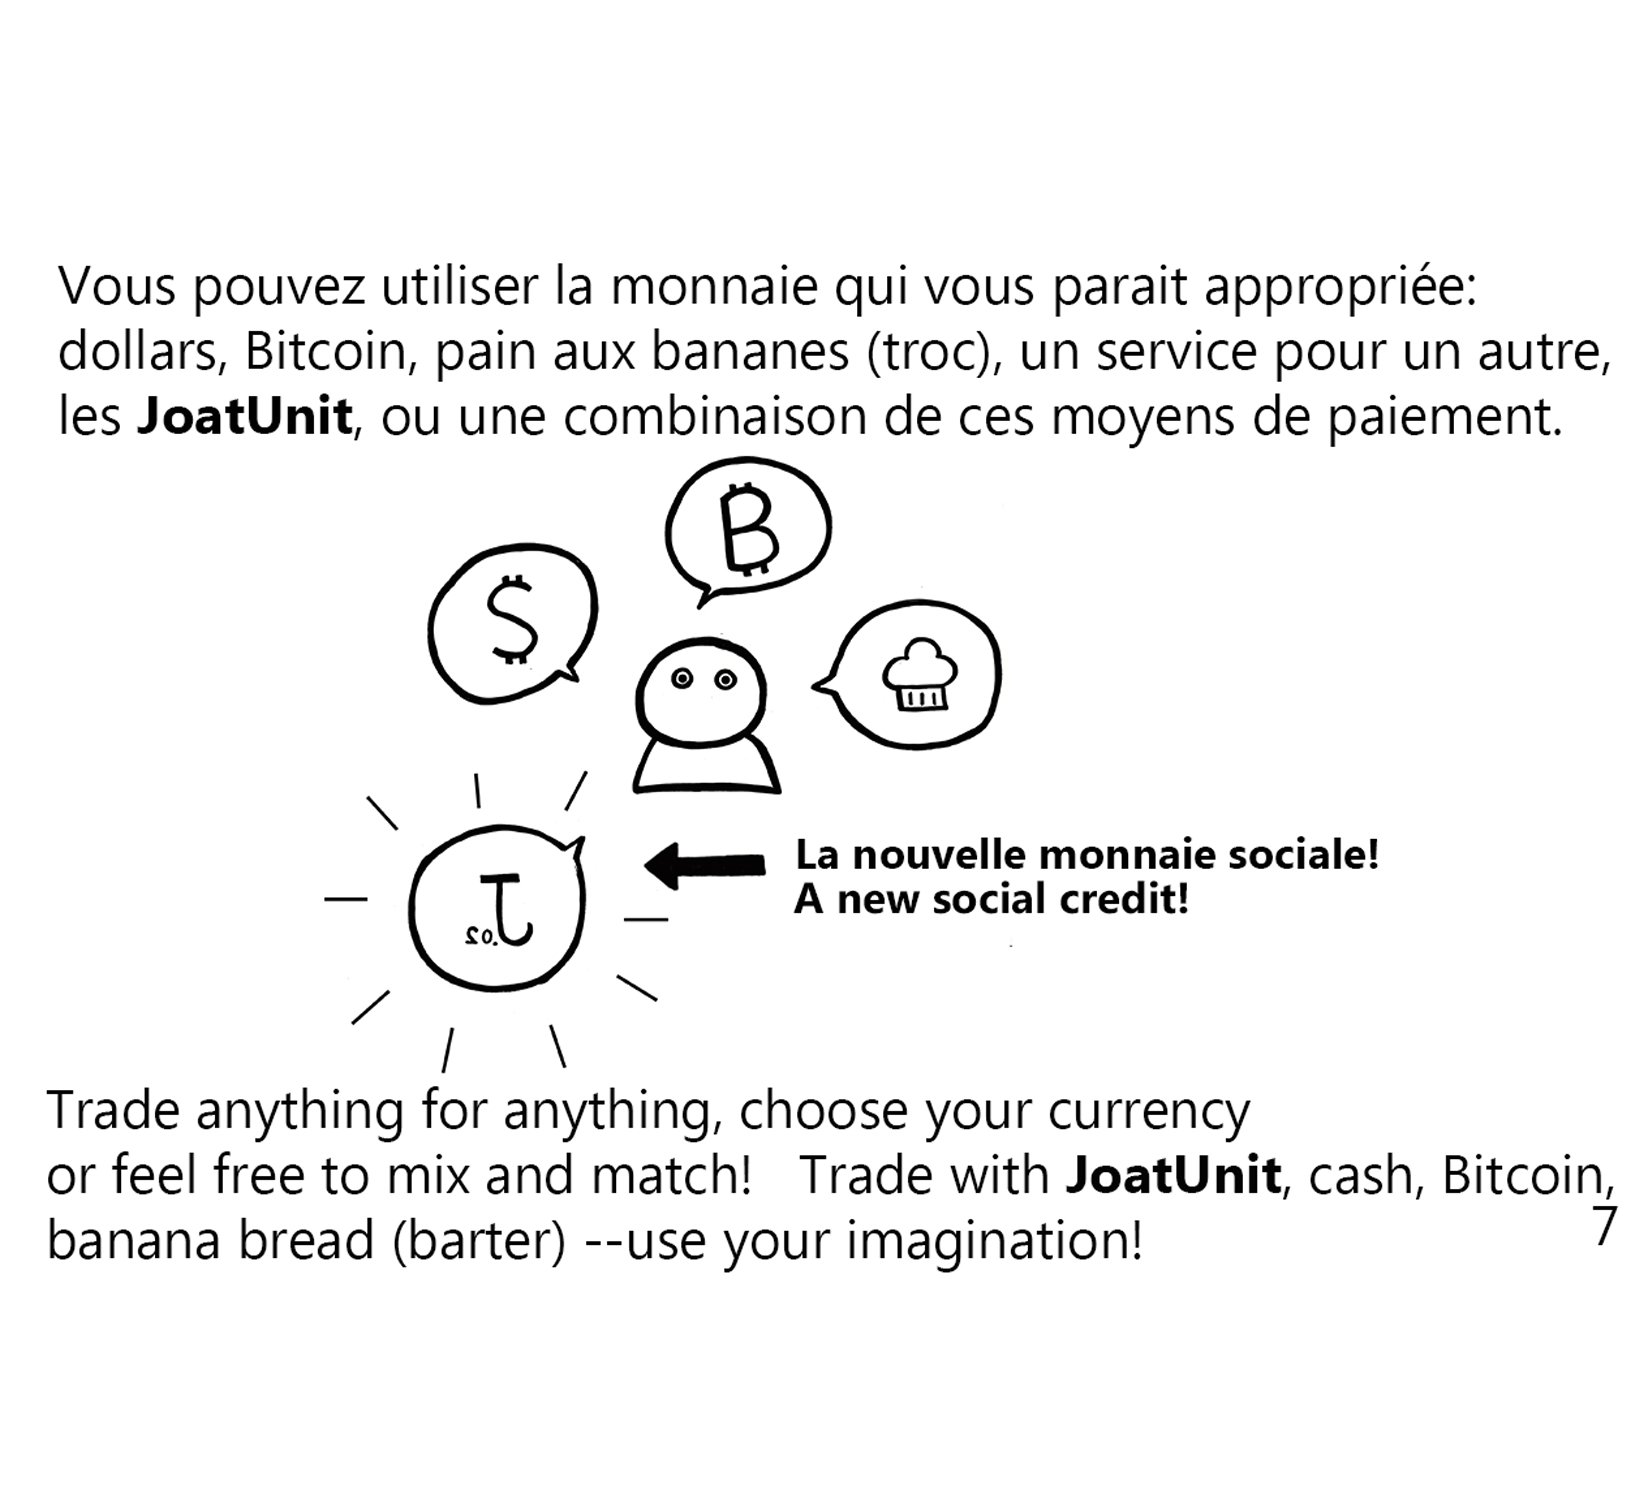 Vous pouvez utiliser la monnaie qui vous parait appropriée:
dollars, Bitcoin, pain aux bananes (troc), un service pour un autre,
les JoatUnit, ou une combinaison de ces moyens de paiement.
B
S
J
.02
La nouvelle monnaie sociale!
A new social credit!
Trade anything for anything, choose your currency
or feel free to mix and match! Trade with JoatUnit, cash, Bitcoin,
banana bread (barter) --use your imagination!
7